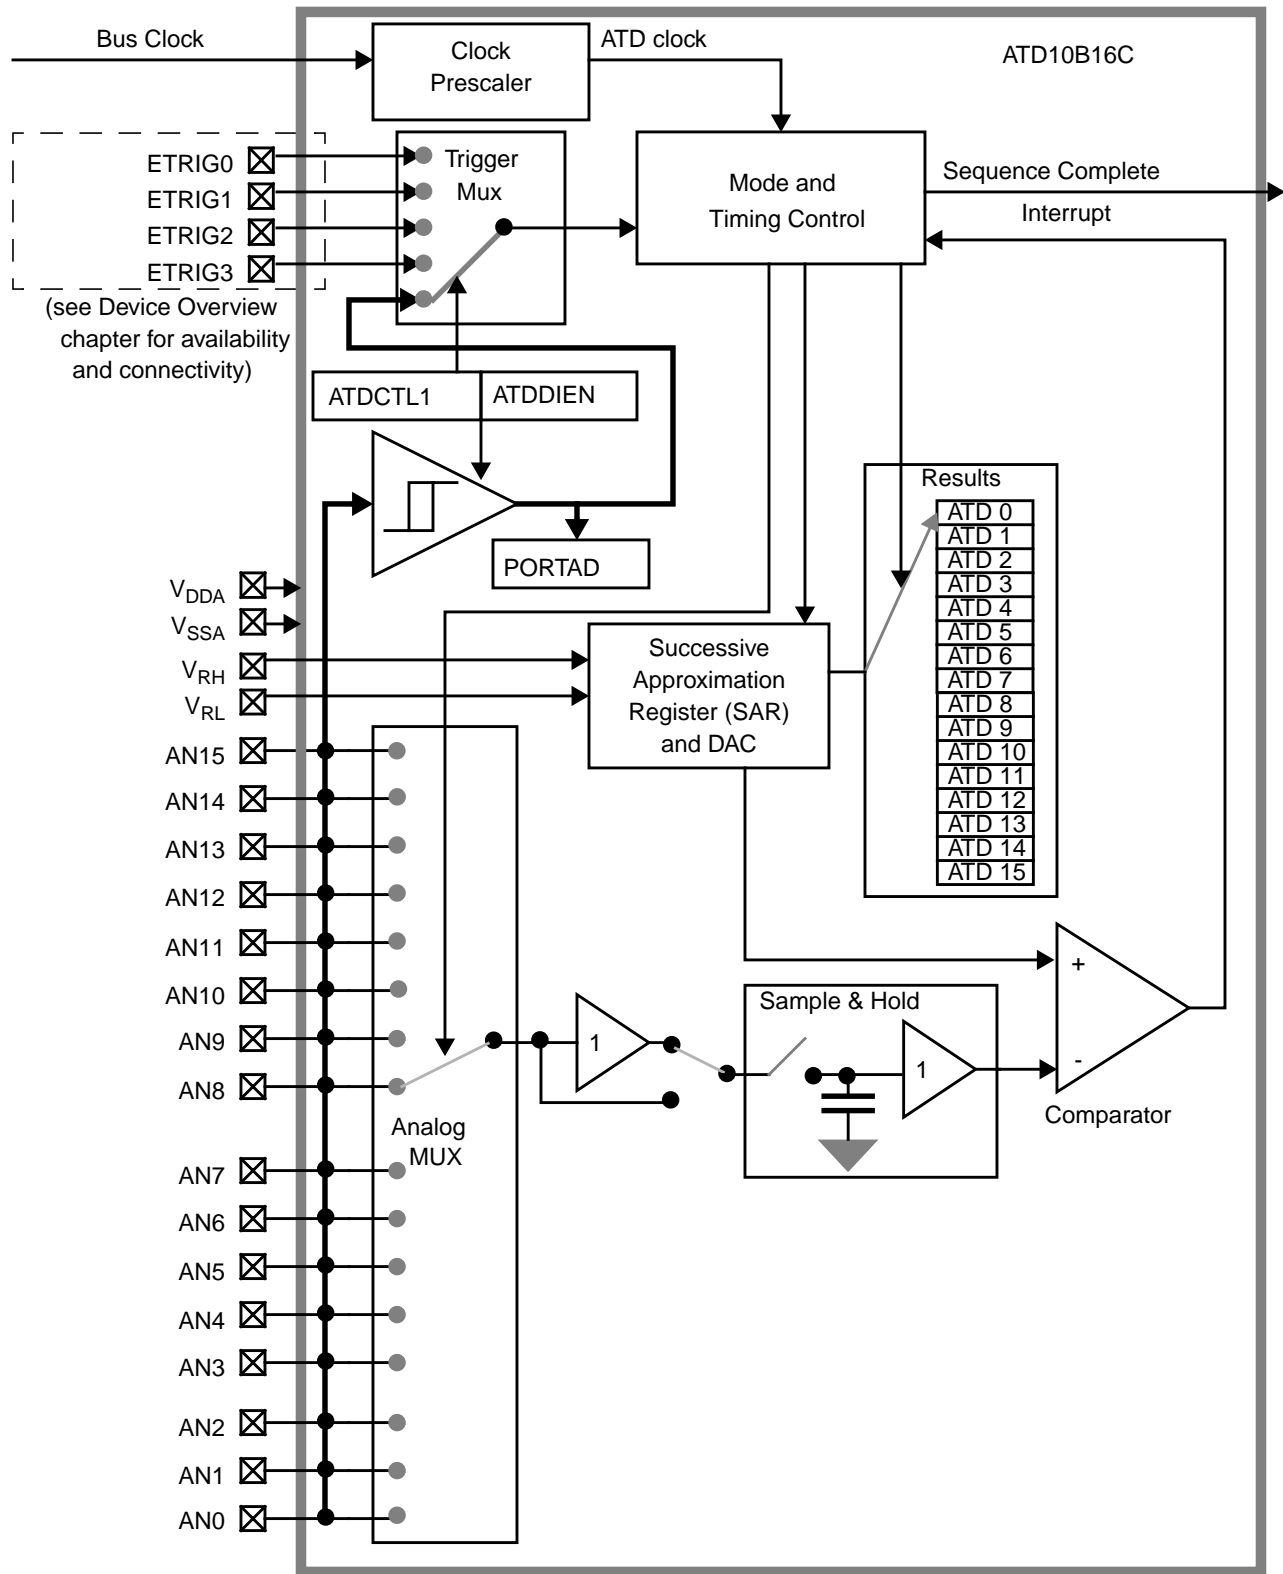 Bus Clock
Clock
Prescaler
ATD clock
ATD10B16C
ETRIG0
ETRIG1
ETRIG2
ETRIG3
(see Device Overview
chapter for availability
and connectivity)
Trigger
Mux
Mode and
Timing Control
Sequence Complete
Interrupt
ATDCTL1
ATDDIEN
PORTAD
Results
ATD 0
ATD 1
ATD 2
ATD 3
ATD 4
ATD 5
ATD 6
ATD 7
ATD 8
ATD 9
ATD 10
ATD 11
ATD 12
ATD 13
ATD 14
ATD 15
VDDA
VSSA
VRH
VRL
Successive
Approximation
Register (SAR)
and DAC
AN15
AN14
AN13
AN12
AN11
AN10
AN9
AN8
AN7
AN6
AN5
AN4
AN3
AN2
AN1
AN0
Analog
MUX
1
Sample & Hold
1
+
-
Comparator